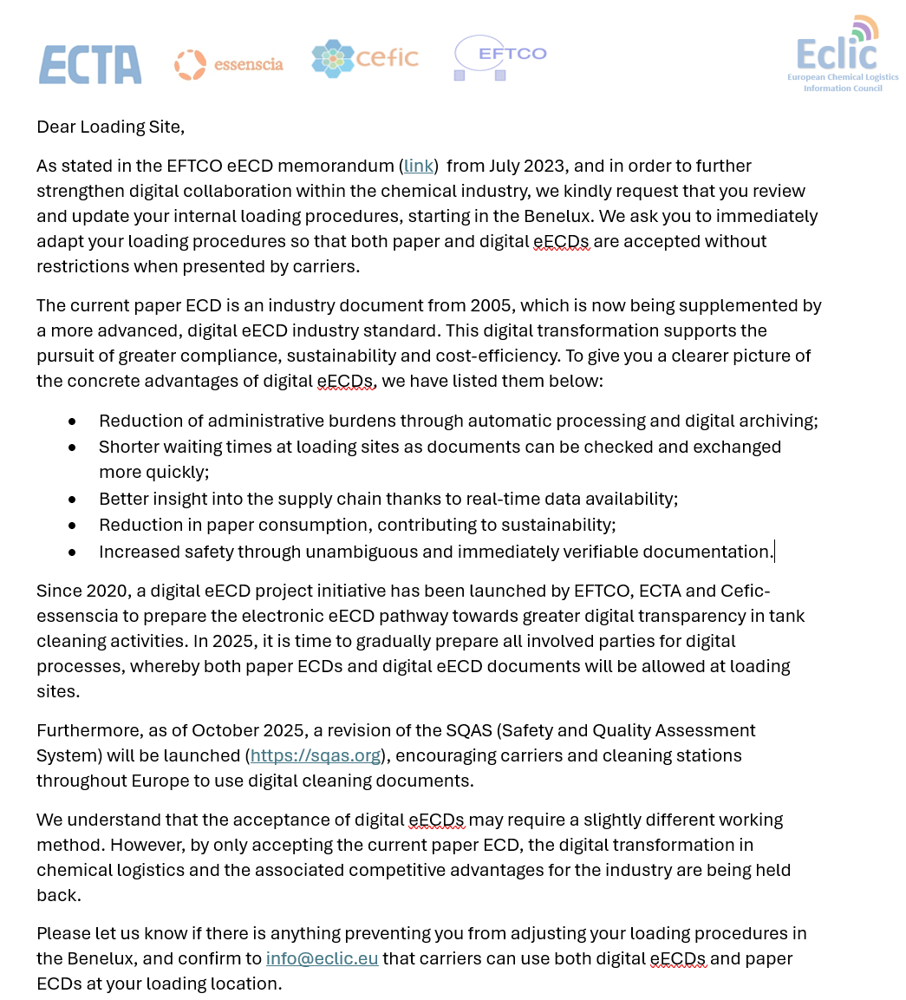 ECTA essenscia cefic EFTCO Eclic
European Chemical Logistics
Information Council
Dear Loading Site,
As stated in the EFTCO eECD memorandum (link)  from July 2023, and in order to further
strengthen digital collaboration within the chemical industry, we kindly request that you review
and update your internal loading procedures, starting in the Benelux. We ask you to immediately
adapt your loading procedures so that both paper and digital eECDs are accepted without
restrictions when presented by carriers.
The current paper ECD is an industry document from 2005, which is now being supplemented by
a more advanced, digital eECD industry standard. This digital transformation supports the
pursuit of greater compliance, sustainability and cost-efficiency. To give you a clearer picture of
the concrete advantages of digital eECDs, we have listed them below:
• Reduction of administrative burdens through automatic processing and digital archiving;
• Shorter waiting times at loading sites as documents can be checked and exchanged
more quickly;
• Better insight into the supply chain thanks to real-time data availability;
• Reduction in paper consumption, contributing to sustainability;
• Increased safety through unambiguous and immediately verifiable documentation.
Since 2020, a digital eECD project initiative has been launched by EFTCO, ECTA and Cefic-
essenscia to prepare the electronic eECD pathway towards greater digital transparency in tank
cleaning activities. In 2025, it is time to gradually prepare all involved parties for digital
processes, whereby both paper ECDs and digital eECD documents will be allowed at loading
sites.
Furthermore, as of October 2025, a revision of the SQAS (Safety and Quality Assessment
System) will be launched (https://sqas.org), encouraging carriers and cleaning stations
throughout Europe to use digital cleaning documents.
We understand that the acceptance of digital eECDs may require a slightly different working
method. However, by only accepting the current paper ECD, the digital transformation in
chemical logistics and the associated competitive advantages for the industry are being held
back.
Please let us know if there is anything preventing you from adjusting your loading procedures in
the Benelux, and confirm to info@eclic.eu that carriers can use both digital eECDs and paper
ECDs at your loading location.